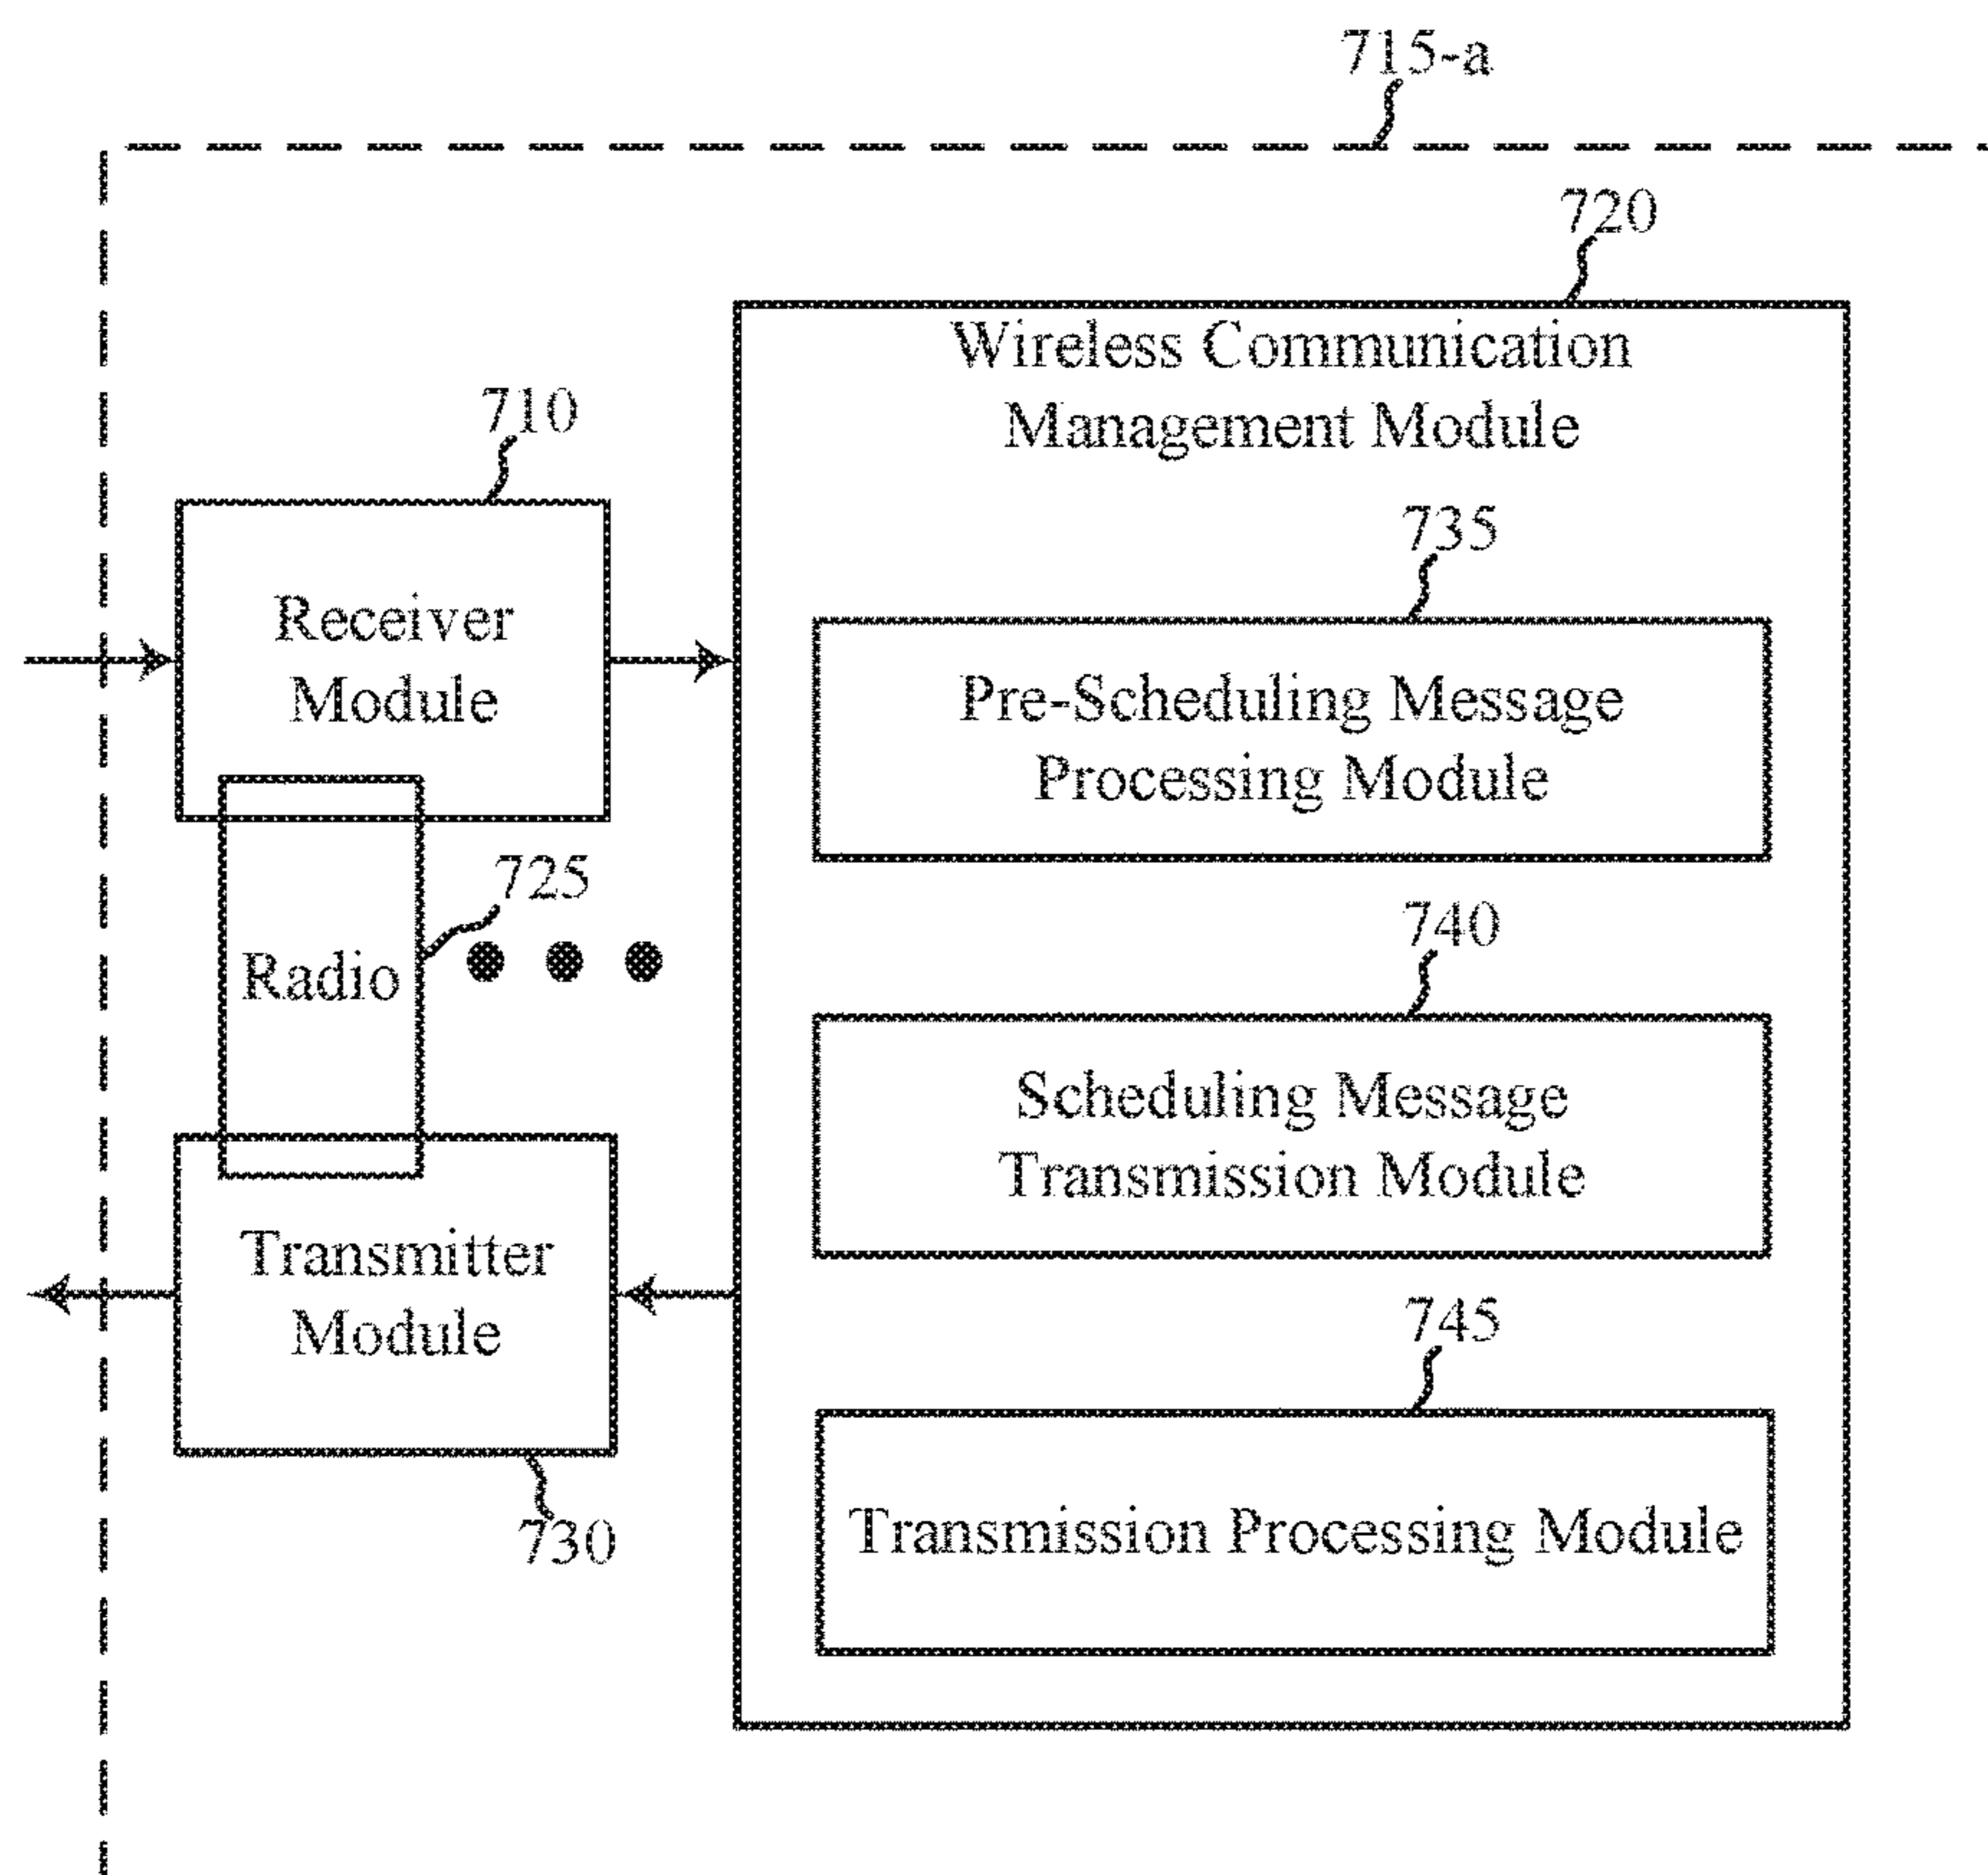 715-a
720
Wireless Communication
Management Module
710
Receiver
Module
735
Pre-Scheduling Message
Processing Module
725
Radio
740
Scheduling Message
Transmission Module
Transmitter
Module
730
745
Transmission Processing Module